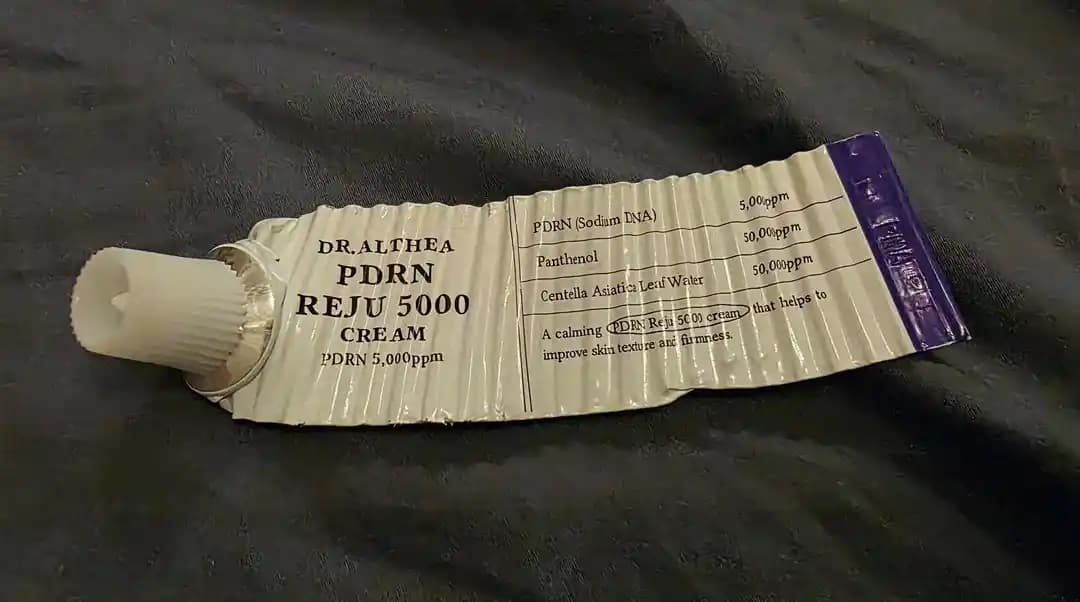 DR.ALTHEA
PDRN
REJU 5000
CREAM
PDRN 5,000ppm
PDRN (Sodium DNA) 5,000ppm
Panthenol 50,000ppm
Centella Asiatica Leaf Water 50,000ppm
A calming PDRN Reju 5000 cream that helps to
improve skin texture and firmness.